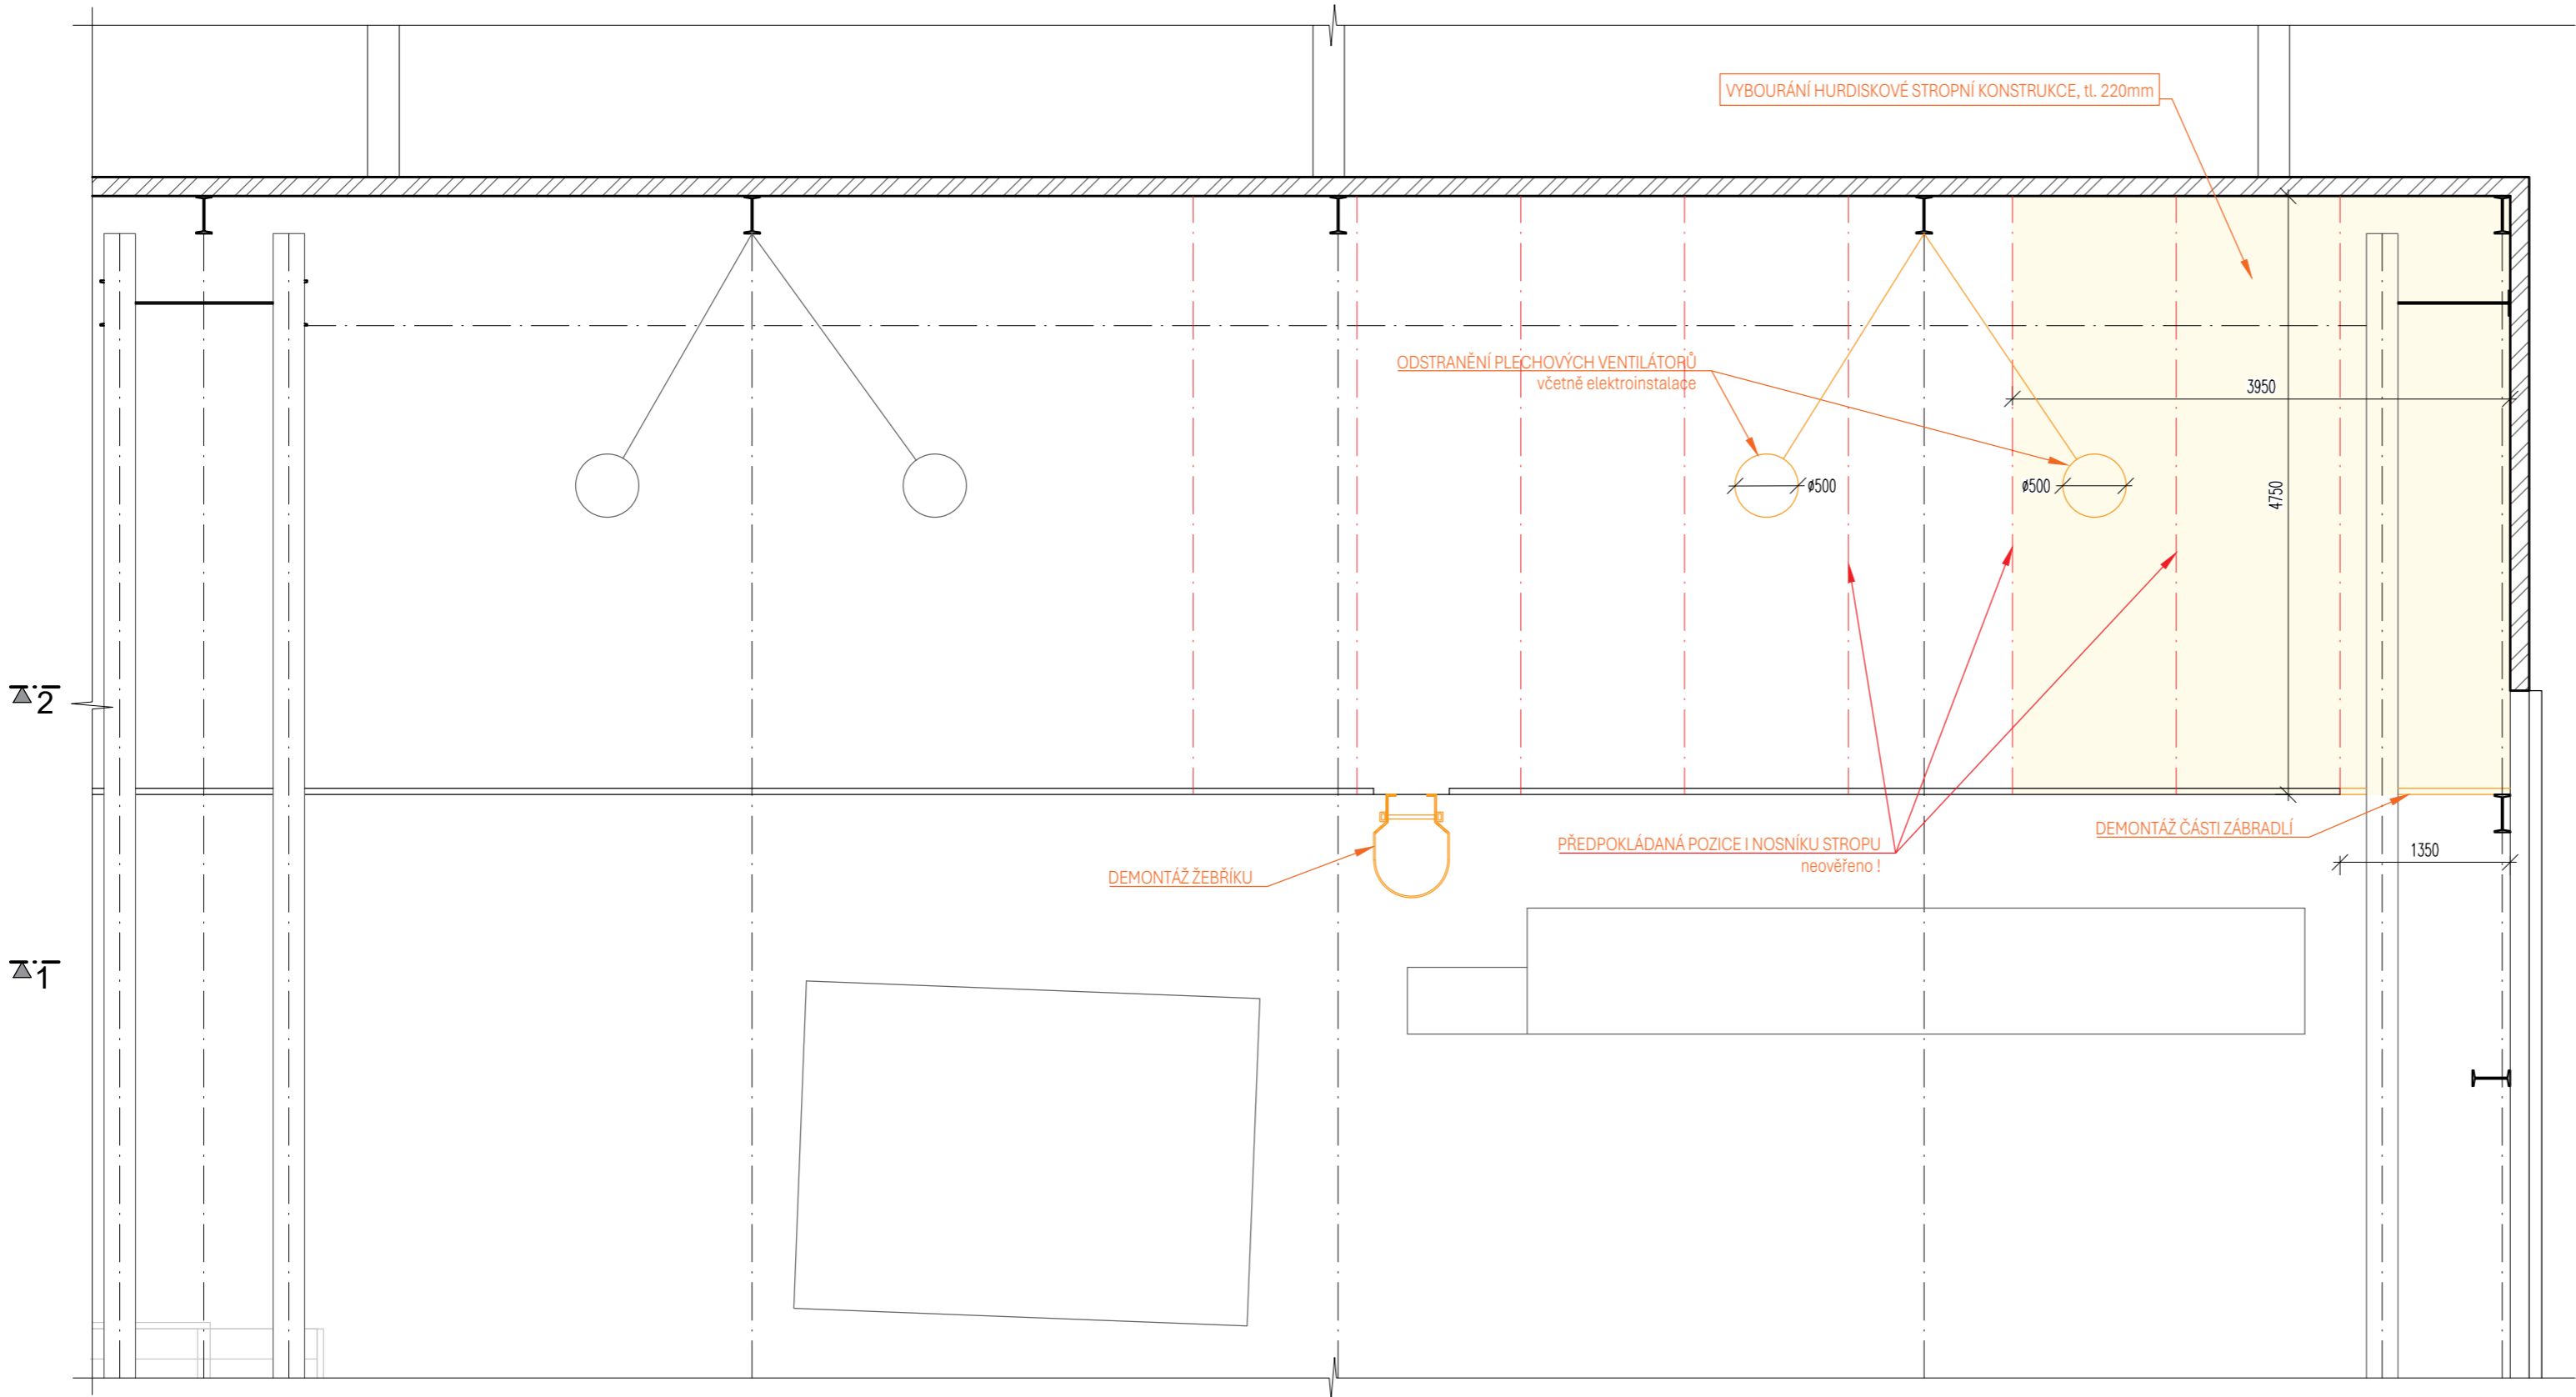 VYBOURÁNÍ HURDISKOVÉ STROPNÍ KONSTRUKCE, tl. 220mm
ODSTRANĚNÍ PLECHOVÝCH VENTILÁTORŮ
včetně elektroinstalace
3950
ø500
ø500
4750
2
PŘEDPOKLÁDANÁ POZICE I NOSNÍKU STROPU
neověřeno !
DEMONTÁŽ ČÁSTI ZÁBRADLÍ
1350
DEMONTÁŽ ŽEBŘÍKU
1